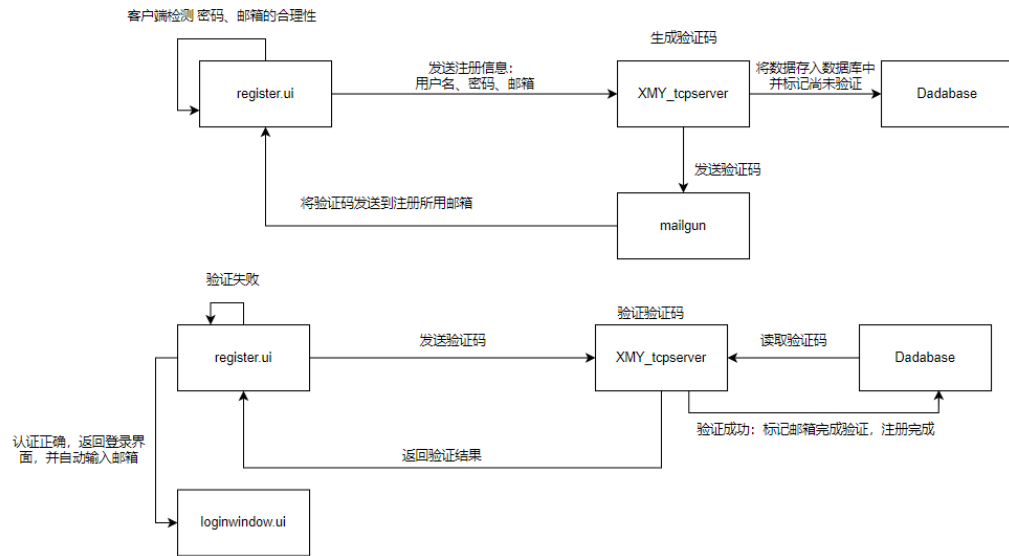 客户端检测 密码、邮箱的合理性
生成验证码
发送注册信息：
用户名、密码、邮箱
将数据存入数据库中
并标记尚未验证
register.ui
XMY_tcpserver
Dadabase
发送验证码
将验证码发送到注册所用邮箱
mailgun
验证失败
验证验证码
发送验证码
读取验证码
register.ui
XMY_tcpserver
Dadabase
验证成功：标记邮箱完成验证，注册完成
认证正确，返回登录界
面，并自动输入邮箱
返回验证结果
loginwindow.ui